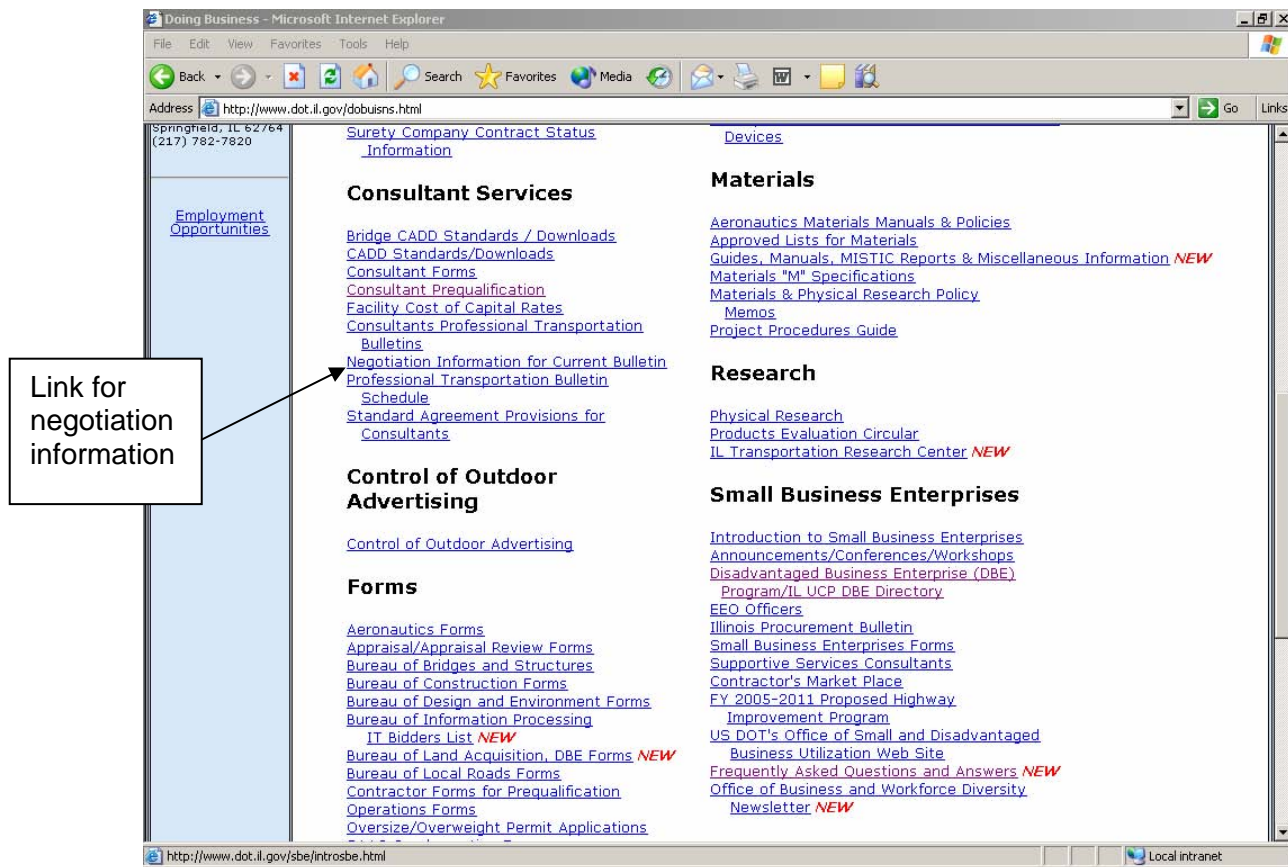 Doing Business - Microsoft Internet Explorer
File Edit View Favorites Tools Help
Back Search Favorites Media
Address http://www.dot.il.gov/dobuisns.html Go Links
Springfield, IL 62764
(217) 782-7820
Employment
Opportunities
Link for
negotiation
information
Surety Company Contract Status
Information
Consultant Services
Bridge CADD Standards / Downloads
CADD Standards/Downloads
Consultant Forms
Consultant Prequalification
Facility Cost of Capital Rates
Consultants Professional Transportation
Bulletins
Negotiation Information for Current Bulletin
Professional Transportation Bulletin
Schedule
Standard Agreement Provisions for
Consultants
Control of Outdoor
Advertising
Control of Outdoor Advertising
Forms
Aeronautics Forms
Appraisal/Appraisal Review Forms
Bureau of Bridges and Structures
Bureau of Construction Forms
Bureau of Design and Environment Forms
Bureau of Information Processing
IT Bidders List NEW
Bureau of Land Acquisition, DBE Forms NEW
Bureau of Local Roads Forms
Contractor Forms for Prequalification
Operations Forms
Oversize/Overweight Permit Applications
Devices
Materials
Aeronautics Materials Manuals & Policies
Approved Lists for Materials
Guides, Manuals, MISTIC Reports & Miscellaneous Information NEW
Materials "M" Specifications
Materials & Physical Research Policy
Memos
Project Procedures Guide
Research
Physical Research
Products Evaluation Circular
IL Transportation Research Center NEW
Small Business Enterprises
Introduction to Small Business Enterprises
Announcements/Conferences/Workshops
Disadvantaged Business Enterprise (DBE)
Program/IL UCP DBE Directory
EEO Officers
Illinois Procurement Bulletin
Small Business Enterprises Forms
Supportive Services Consultants
Contractor's Market Place
FY 2005-2011 Proposed Highway
Improvement Program
US DOT's Office of Small and Disadvantaged
Business Utilization Web Site
Frequently Asked Questions and Answers NEW
Office of Business and Workforce Diversity
Newsletter NEW
http://www.dot.il.gov/sbe/introsbe.html Local intranet